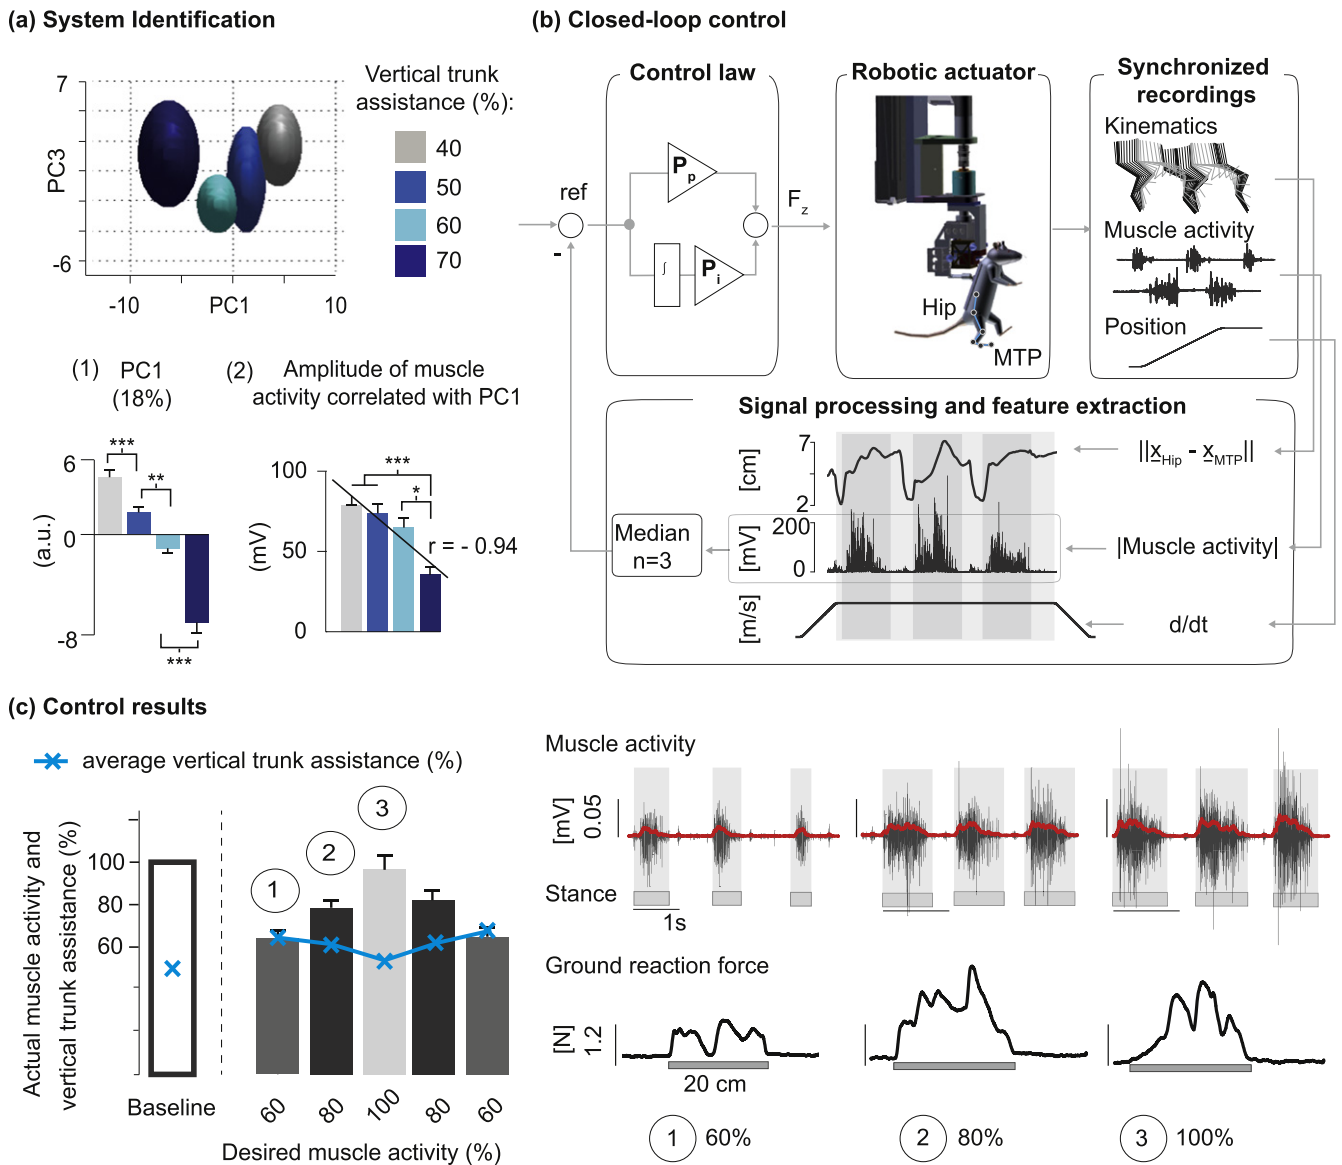 (a) System Identification
7
PC3
-6
-10
PC1
10
Vertical trunk
assistance (%):
40
50
60
70
(1)
PC1
(18%)
6
(a.u.)
0
-8
***
**
***
(2)
Amplitude of muscle
activity correlated with PC1
100
(mV)
50
0
***
*
r = - 0.94
(b) Closed-loop control
Control law
ref
-
Pp
∫
Pi
Fz
Robotic actuator
Hip
MTP
Synchronized
recordings
Kinematics
Muscle activity
Position
Signal processing and feature extraction
7
[cm]
2
||xHip - xMTP||
Median
n=3
200
[mV]
0
|Muscle activity|
[m/s]
d/dt
(c) Control results
average vertical trunk assistance (%)
Actual muscle activity and
vertical trunk assistance (%)
100
80
60
1
2
3
Baseline
60
80
100
80
60
Desired muscle activity (%)
Muscle activity
[mV]
0.05
Stance
1s
Ground reaction force
[N]
1.2
20 cm
1 60%
2 80%
3 100%